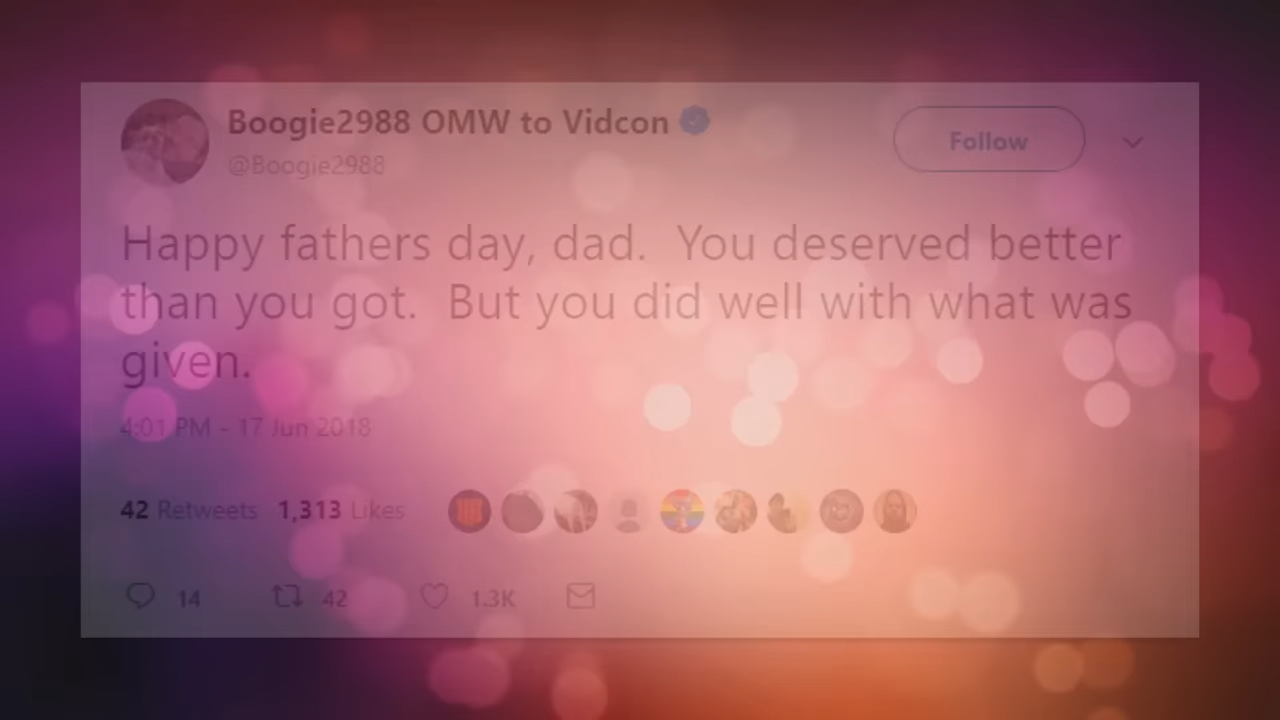 Boogie2988 OMW to Vidcon
@Boogie2988
Follow
Happy fathers day, dad. You deserved better
than you got. But you did well with what was
given.
4:01 PM - 17 Jun 2018
42 Retweets 1,313 Likes
14 42 1.3K